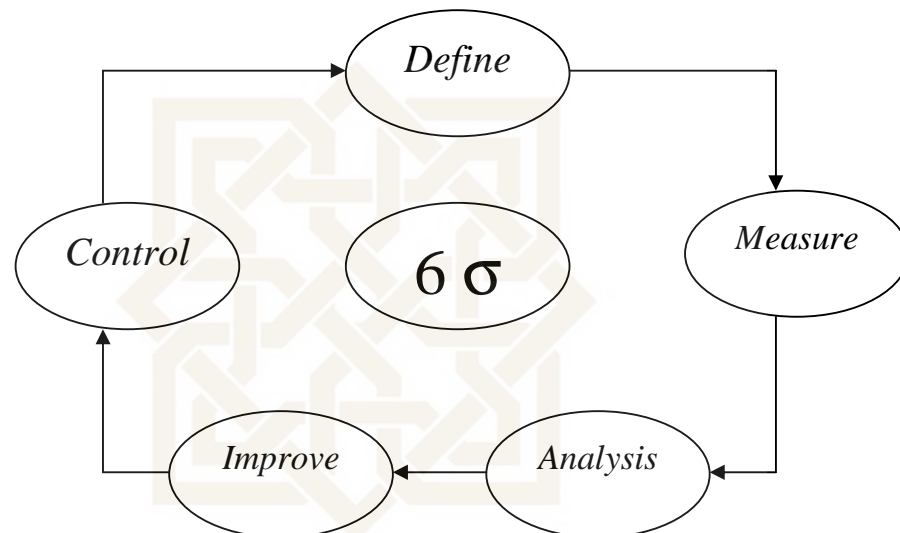 Define
Measure
Control
6 σ
Improve
Analysis